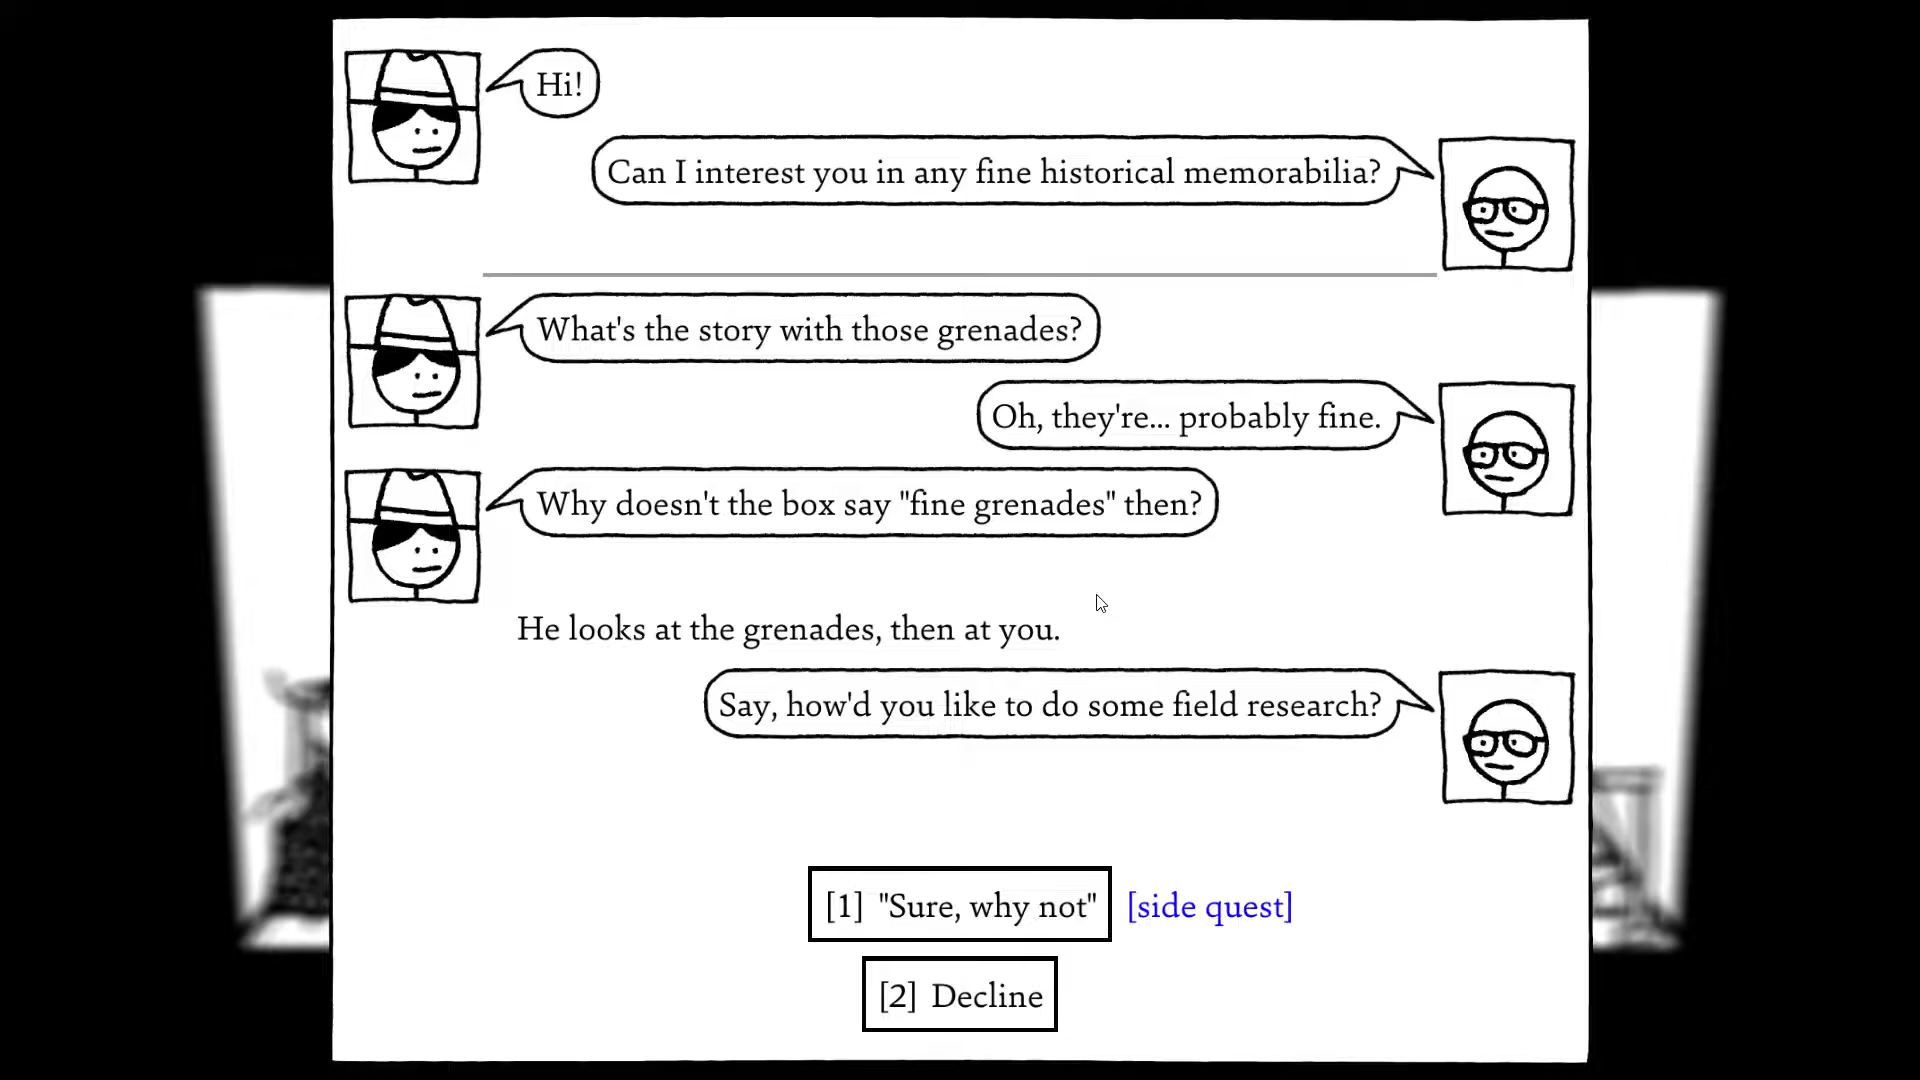 Hi!
Can I interest you in any fine historical memorabilia?
What's the story with those grenades?
Oh, they're... probably fine.
Why doesn't the box say "fine grenades" then?
He looks at the grenades, then at you.
Say, how'd you like to do some field research?
[1] "Sure, why not" [side quest]
[2] Decline